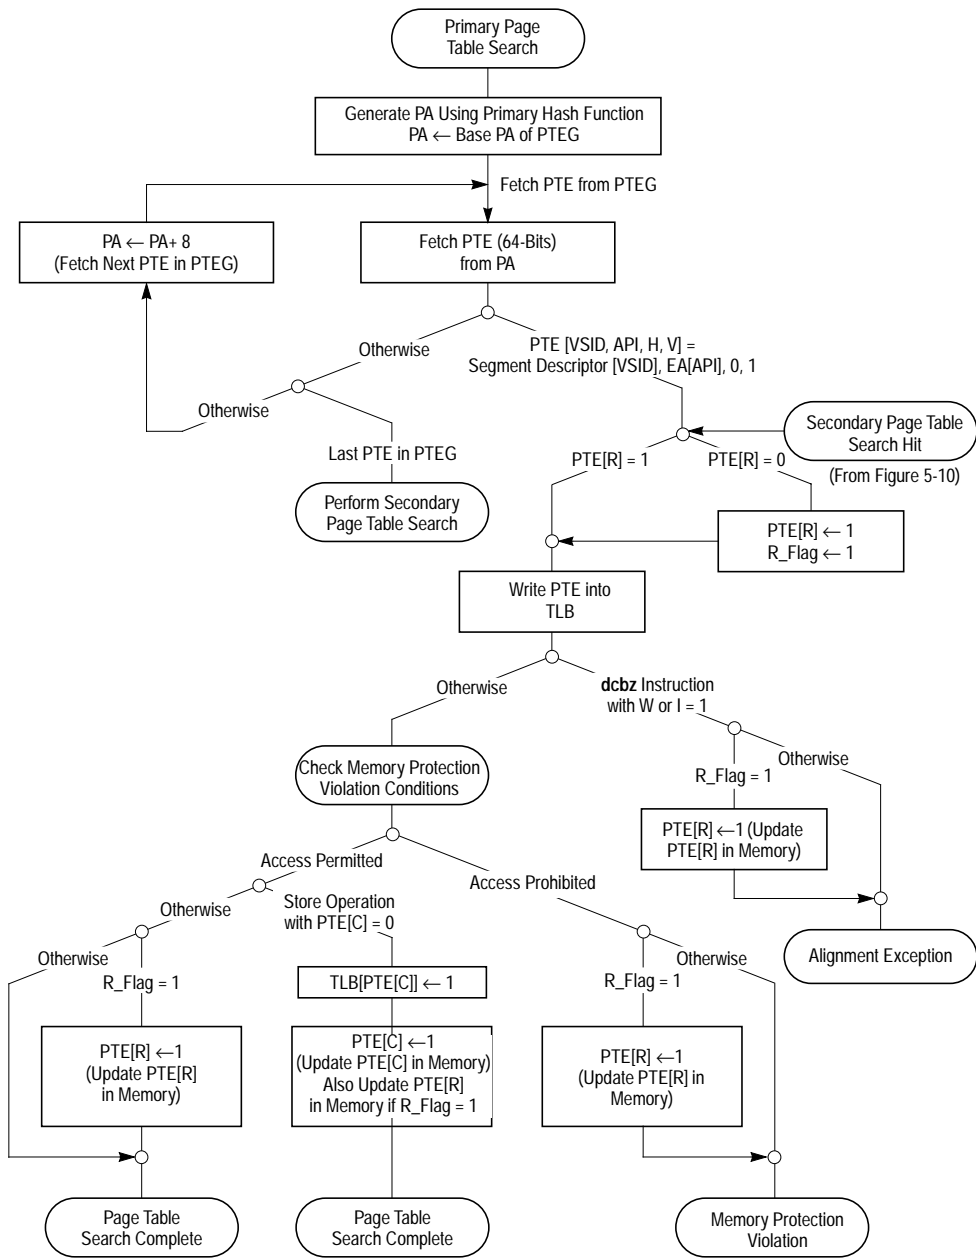 Primary Page
Table Search
Generate PA Using Primary Hash Function
PA ← Base PA of PTEG
Fetch PTE from PTEG
PA ← PA+ 8
(Fetch Next PTE in PTEG)
Fetch PTE (64-Bits)
from PA
Otherwise
PTE [VSID, API, H, V] =
Segment Descriptor [VSID], EA[API], 0, 1
Otherwise
Secondary Page Table
Search Hit
(From Figure 5-10)
Last PTE in PTEG
PTE[R] = 1
PTE[R] = 0
Perform Secondary
Page Table Search
PTE[R] ← 1
R_Flag ← 1
Write PTE into
TLB
Otherwise
dcbz Instruction
with W or I = 1
Otherwise
R_Flag = 1
Check Memory Protection
Violation Conditions
PTE[R] ←1 (Update
PTE[R] in Memory)
Access Permitted
Access Prohibited
Otherwise
Store Operation
with PTE[C] = 0
Alignment Exception
Otherwise
R_Flag = 1
TLB[PTE[C]] ← 1
R_Flag = 1
Otherwise
PTE[R] ←1
(Update PTE[R]
in Memory)
PTE[C] ←1
(Update PTE[C] in Memory)
Also Update PTE[R]
in Memory if R_Flag = 1
PTE[R] ←1
(Update PTE[R] in
Memory)
Page Table
Search Complete
Page Table
Search Complete
Memory Protection
Violation